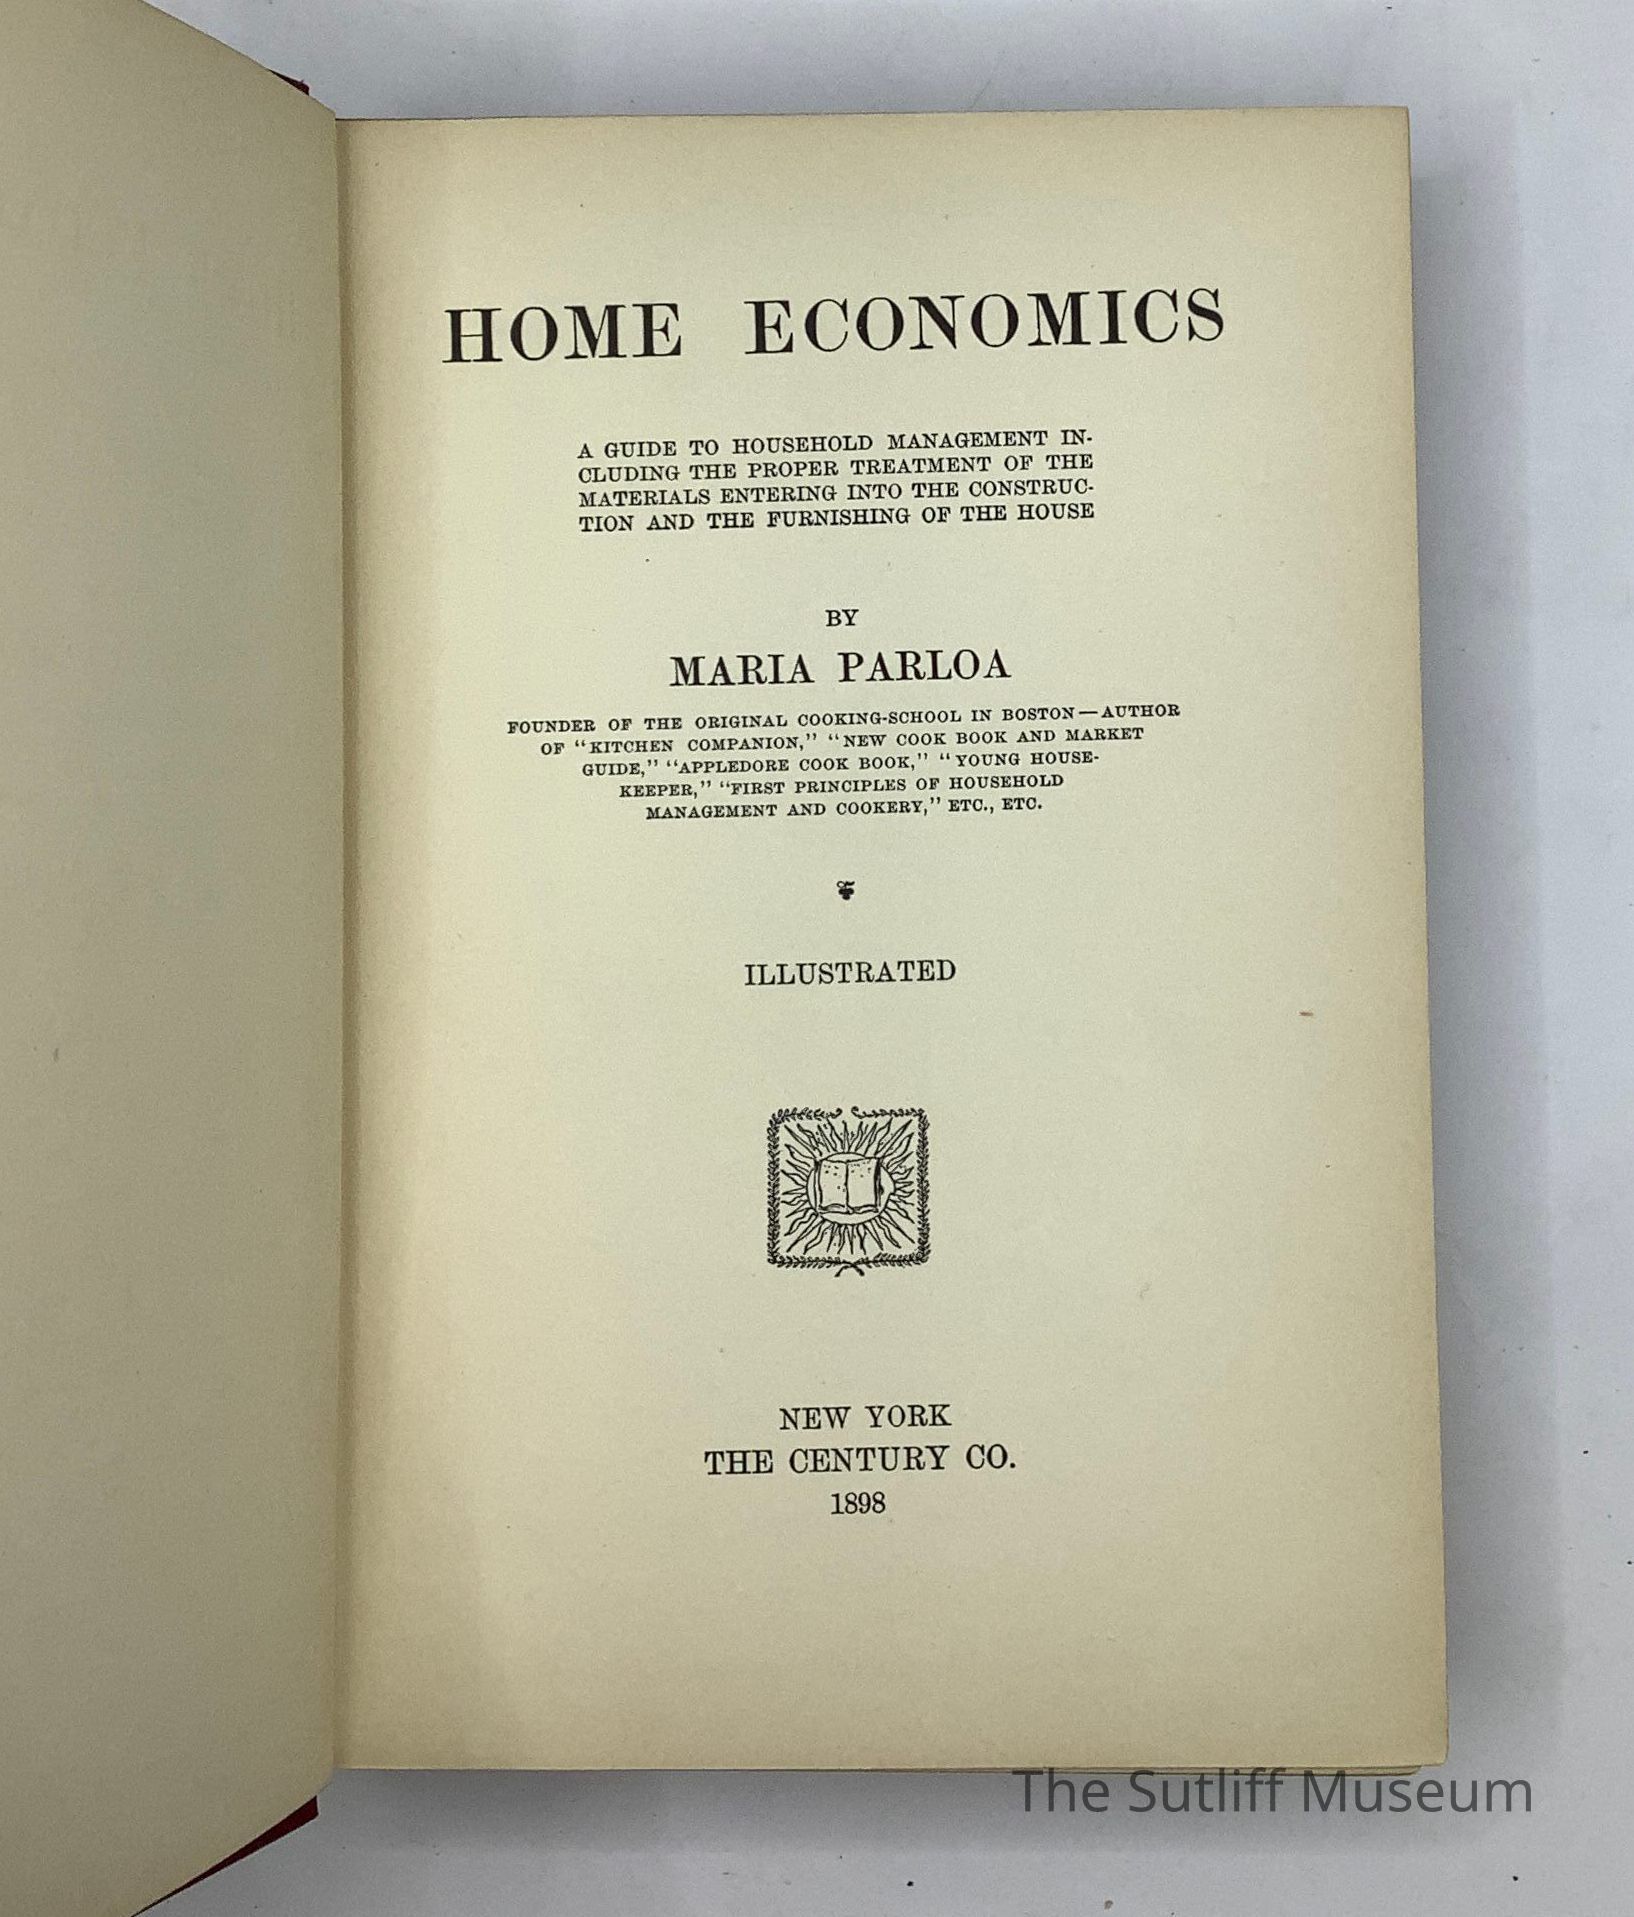 HOME ECONOMICS
A GUIDE TO HOUSEHOLD MANAGEMENT IN-
CLUDING THE PROPER TREATMENT OF THE
MATERIALS ENTERING INTO THE CONSTRUC-
TION AND THE FURNISHING OF THE HOUSE
BY
MARIA PARLOA
FOUNDER OF THE ORIGINAL COOKING-SCHOOL IN BOSTON—AUTHOR
OF "KITCHEN COMPANION," "NEW COOK BOOK AND MARKET
GUIDE," "APPLEDORE COOK BOOK," "YOUNG HOUSE-
KEEPER," "FIRST PRINCIPLES OF HOUSEHOLD
MANAGEMENT AND COOKERY," ETC., ETC.
ILLUSTRATED
NEW YORK
THE CENTURY CO.
1898
The Sutliff Museum